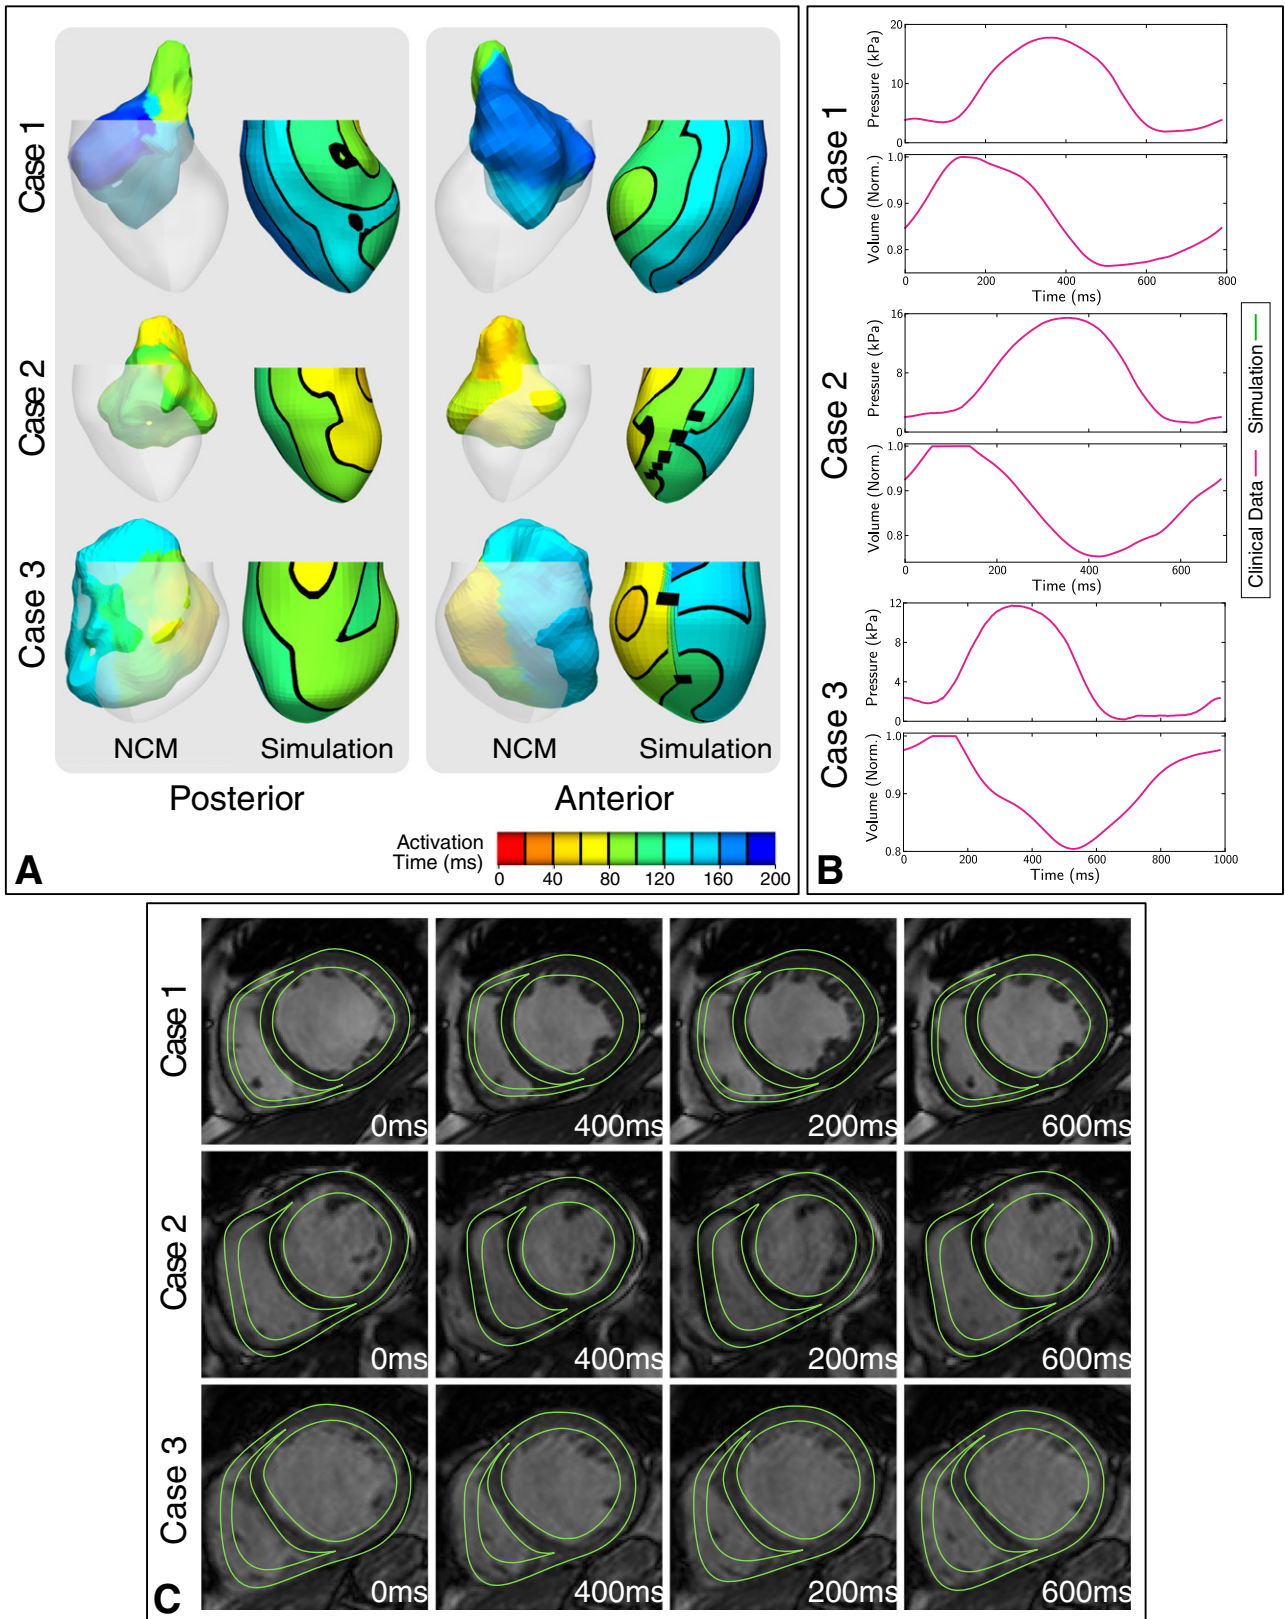 Case 1
Case 2
Case 3
NCM
Simulation
NCM
Simulation
Posterior
Anterior
Activation
Time (ms)
0
40
80
120
160
200
A
Case 1
Pressure (kPa)
20
10
0
Volume (Norm.)
1.0
0.9
0.8
0
200
400
600
800
Time (ms)
Case 2
Pressure (kPa)
16
8
0
Volume (Norm.)
1.0
0.9
0.8
0
200
400
600
Time (ms)
Case 3
Pressure (kPa)
12
8
4
0
Volume (Norm.)
1.0
0.9
0.8
0
200
400
600
800
1000
Time (ms)
Clinical Data
Simulation
B
Case 1
0ms
400ms
200ms
600ms
Case 2
0ms
400ms
200ms
600ms
Case 3
0ms
400ms
200ms
600ms
C